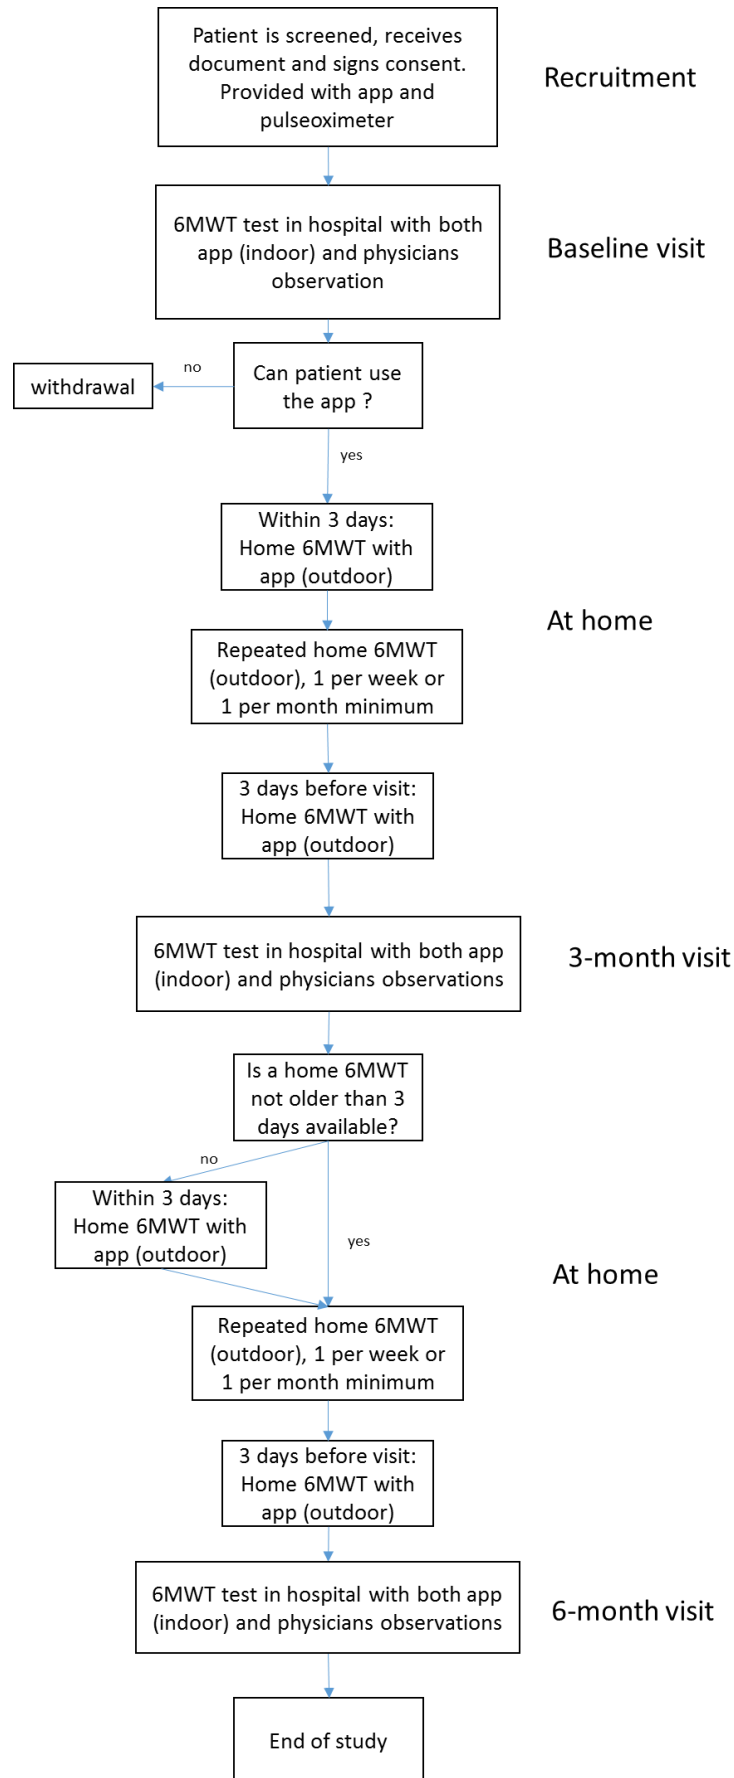 Patient is screened, receives
document and signs consent.
Provided with app and
pulseoximeter
Recruitment
6MWT test in hospital with both
app (indoor) and physicians
observation
Baseline visit
Can patient use
the app ?
no
withdrawal
yes
Within 3 days:
Home 6MWT with
app (outdoor)
At home
Repeated home 6MWT
(outdoor), 1 per week or
1 per month minimum
3 days before visit:
Home 6MWT with
app (outdoor)
6MWT test in hospital with both app
(indoor) and physicians observations
3-month visit
Is a home 6MWT
not older than 3
days available?
no
Within 3 days:
Home 6MWT with
app (outdoor)
yes
At home
Repeated home 6MWT
(outdoor), 1 per week or
1 per month minimum
3 days before visit:
Home 6MWT with
app (outdoor)
6MWT test in hospital with both app
(indoor) and physicians observations
6-month visit
End of study